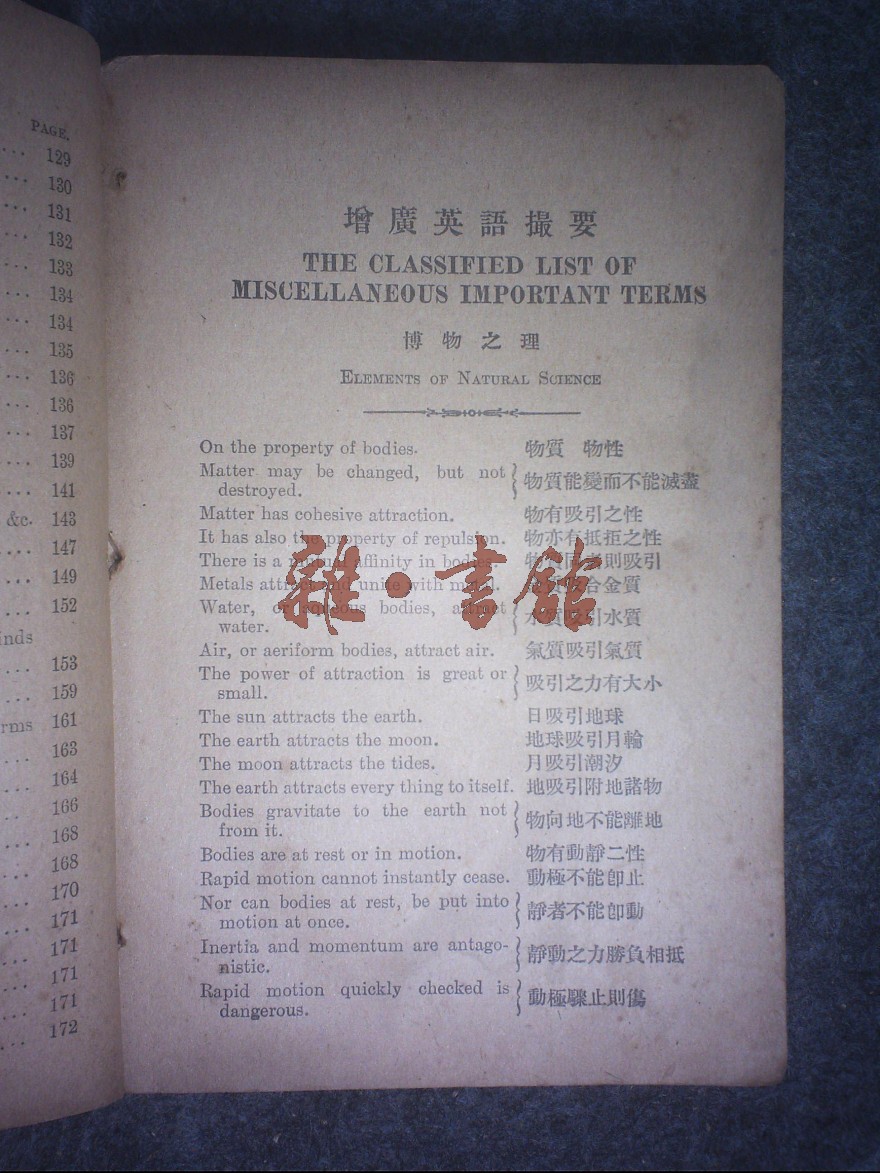 PAGE.
... 129
... 130
... 131
... 132
... 133
... 134
... 134
... 135
... 136
... 136
... 137
... 139
... 141
&c. 143
... 147
... 149
... 152
inds
... 153
... 159
rms 161
... 163
... 164
.. 166
... 168
... 168
... 170
... 171
... 171
... 171
... 171
... 172
增廣英語撮要
THE CLASSIFIED LIST OF
MISCELLANEOUS IMPORTANT TERMS
博物之理
ELEMENTS OF NATURAL SCIENCE
On the property of bodies. 物質 物性
Matter may be changed, but not
destroyed. 物質能變而不能滅盡
Matter has cohesive attraction. 物有吸引之性
It has also the property of repulsion. 物亦有抵拒之性
There is a mutual affinity in bodies. 則吸引
Metals attract and unite with metal. 吸合金質
Water, or aqueous bodies, attract
water. 水質吸引水質
Air, or aeriform bodies, attract air. 氣質吸引氣質
The power of attraction is great or
small. 吸引之力有大小
The sun attracts the earth. 日吸引地球
The earth attracts the moon. 地球吸引月輪
The moon attracts the tides. 月吸引潮汐
The earth attracts every thing to itself. 地吸引附地諸物
Bodies gravitate to the earth not
from it. 物向地不能離地
Bodies are at rest or in motion. 物有動靜二性
Rapid motion cannot instantly cease. 動極不能卽止
Nor can bodies at rest, be put into
motion at once. 靜者不能卽動
Inertia and momentum are antago-
nistic. 靜動之力勝負相抵
Rapid motion quickly checked is
dangerous. 動極驟止則傷
雜·書館